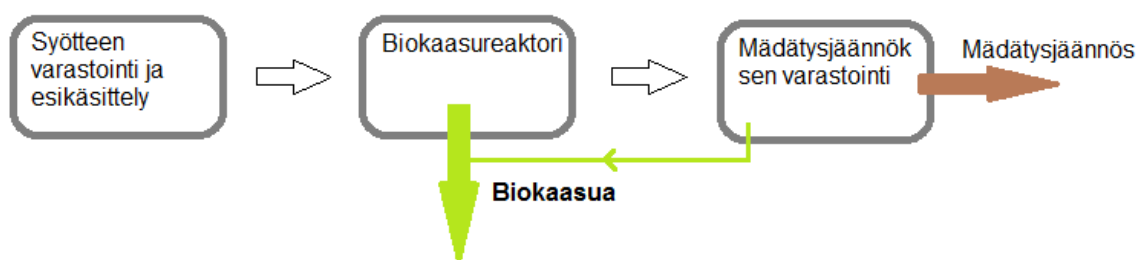 Syötteen
varastointi ja
esikäsittely
Biokaasureaktori
Mädätysjäännök
sen varastointi
Mädätysjäännös
Biokaasua